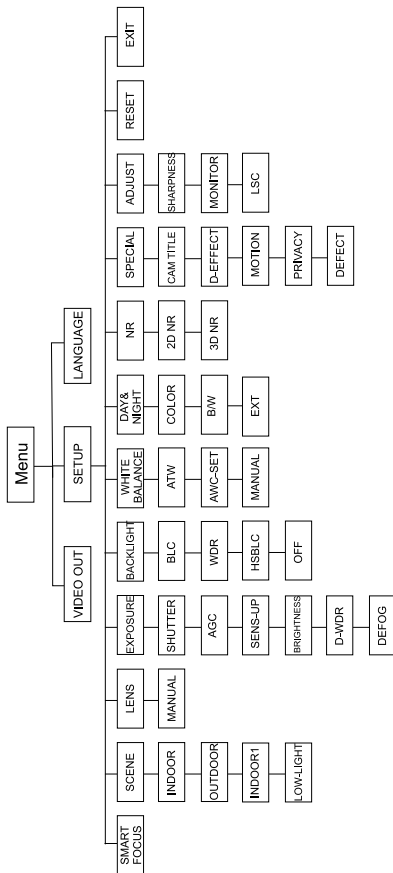 Menu
VIDEO OUT
SETUP
LANGUAGE
SMART
FOCUS
SCENE
INDOOR
OUTDOOR
INDOOR1
LOW-LIGHT
LENS
MANUAL
EXPOSURE
SHUTTER
AGC
SENS-UP
BRIGHTNESS
D-WDR
DEFOG
BACKLIGHT
BLC
WDR
HSBLC
OFF
WHITE
BALANCE
ATW
AWC-SET
MANUAL
DAY&
NIGHT
COLOR
B/W
EXT
NR
2D NR
3D NR
SPECIAL
CAM TITLE
D-EFFECT
MOTION
PRIVACY
DEFECT
ADJUST
SHARPNESS
MONITOR
LSC
RESET
EXIT